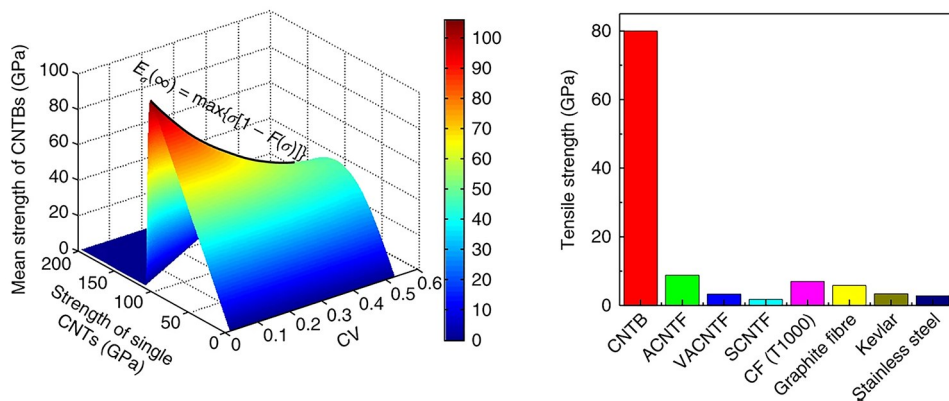 Mean strength of CNTBs (GPa)
100
80
60
40
20
0
200
150
100
50
0
Strength of single
CNTs (GPa)
0
0.1
0.2
0.3
0.4
0.5
0.6
CV
Eσ(∞) = max{σ[1 – F(σ)]}
100
90
80
70
60
50
40
30
20
10
0
Tensile strength (GPa)
80
60
40
20
0
CNTB
ACNTF
VACNTF
SCNTF
CF (T1000)
Graphite fibre
Kevlar
Stainless steel